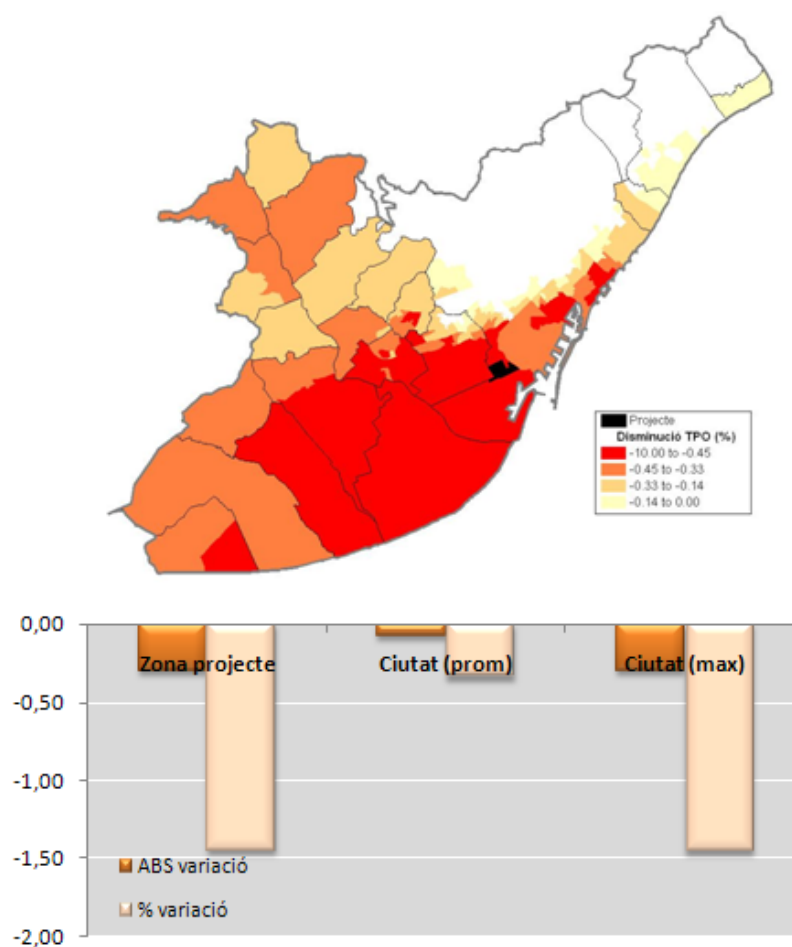 Projecte
Disminució TPO (%)
-10.00 to -0.45
-0.45 to -0.33
-0.33 to -0.14
-0.14 to 0.00
0,00
Zona projecte Ciutat (prom) Ciutat (max)
-0,50
-1,00
-1,50
ABS variació
% variació
-2,00